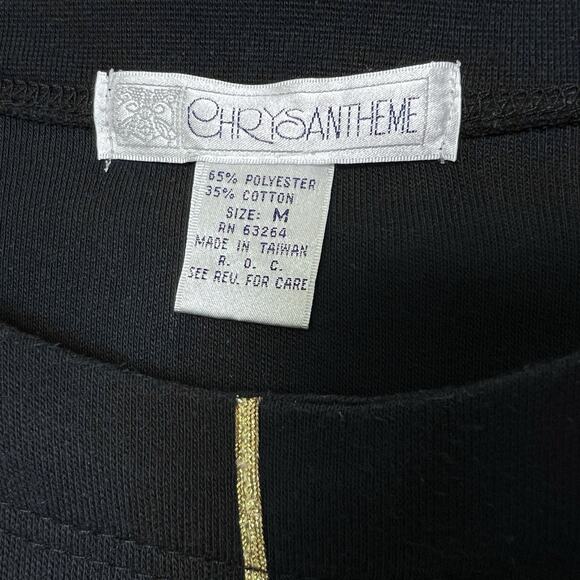 CHRYSANTHEME
65% POLYESTER
35% COTTON
SIZE: M
RN 63264
MADE IN TAIWAN
R. O. C.
SEE REV. FOR CARE